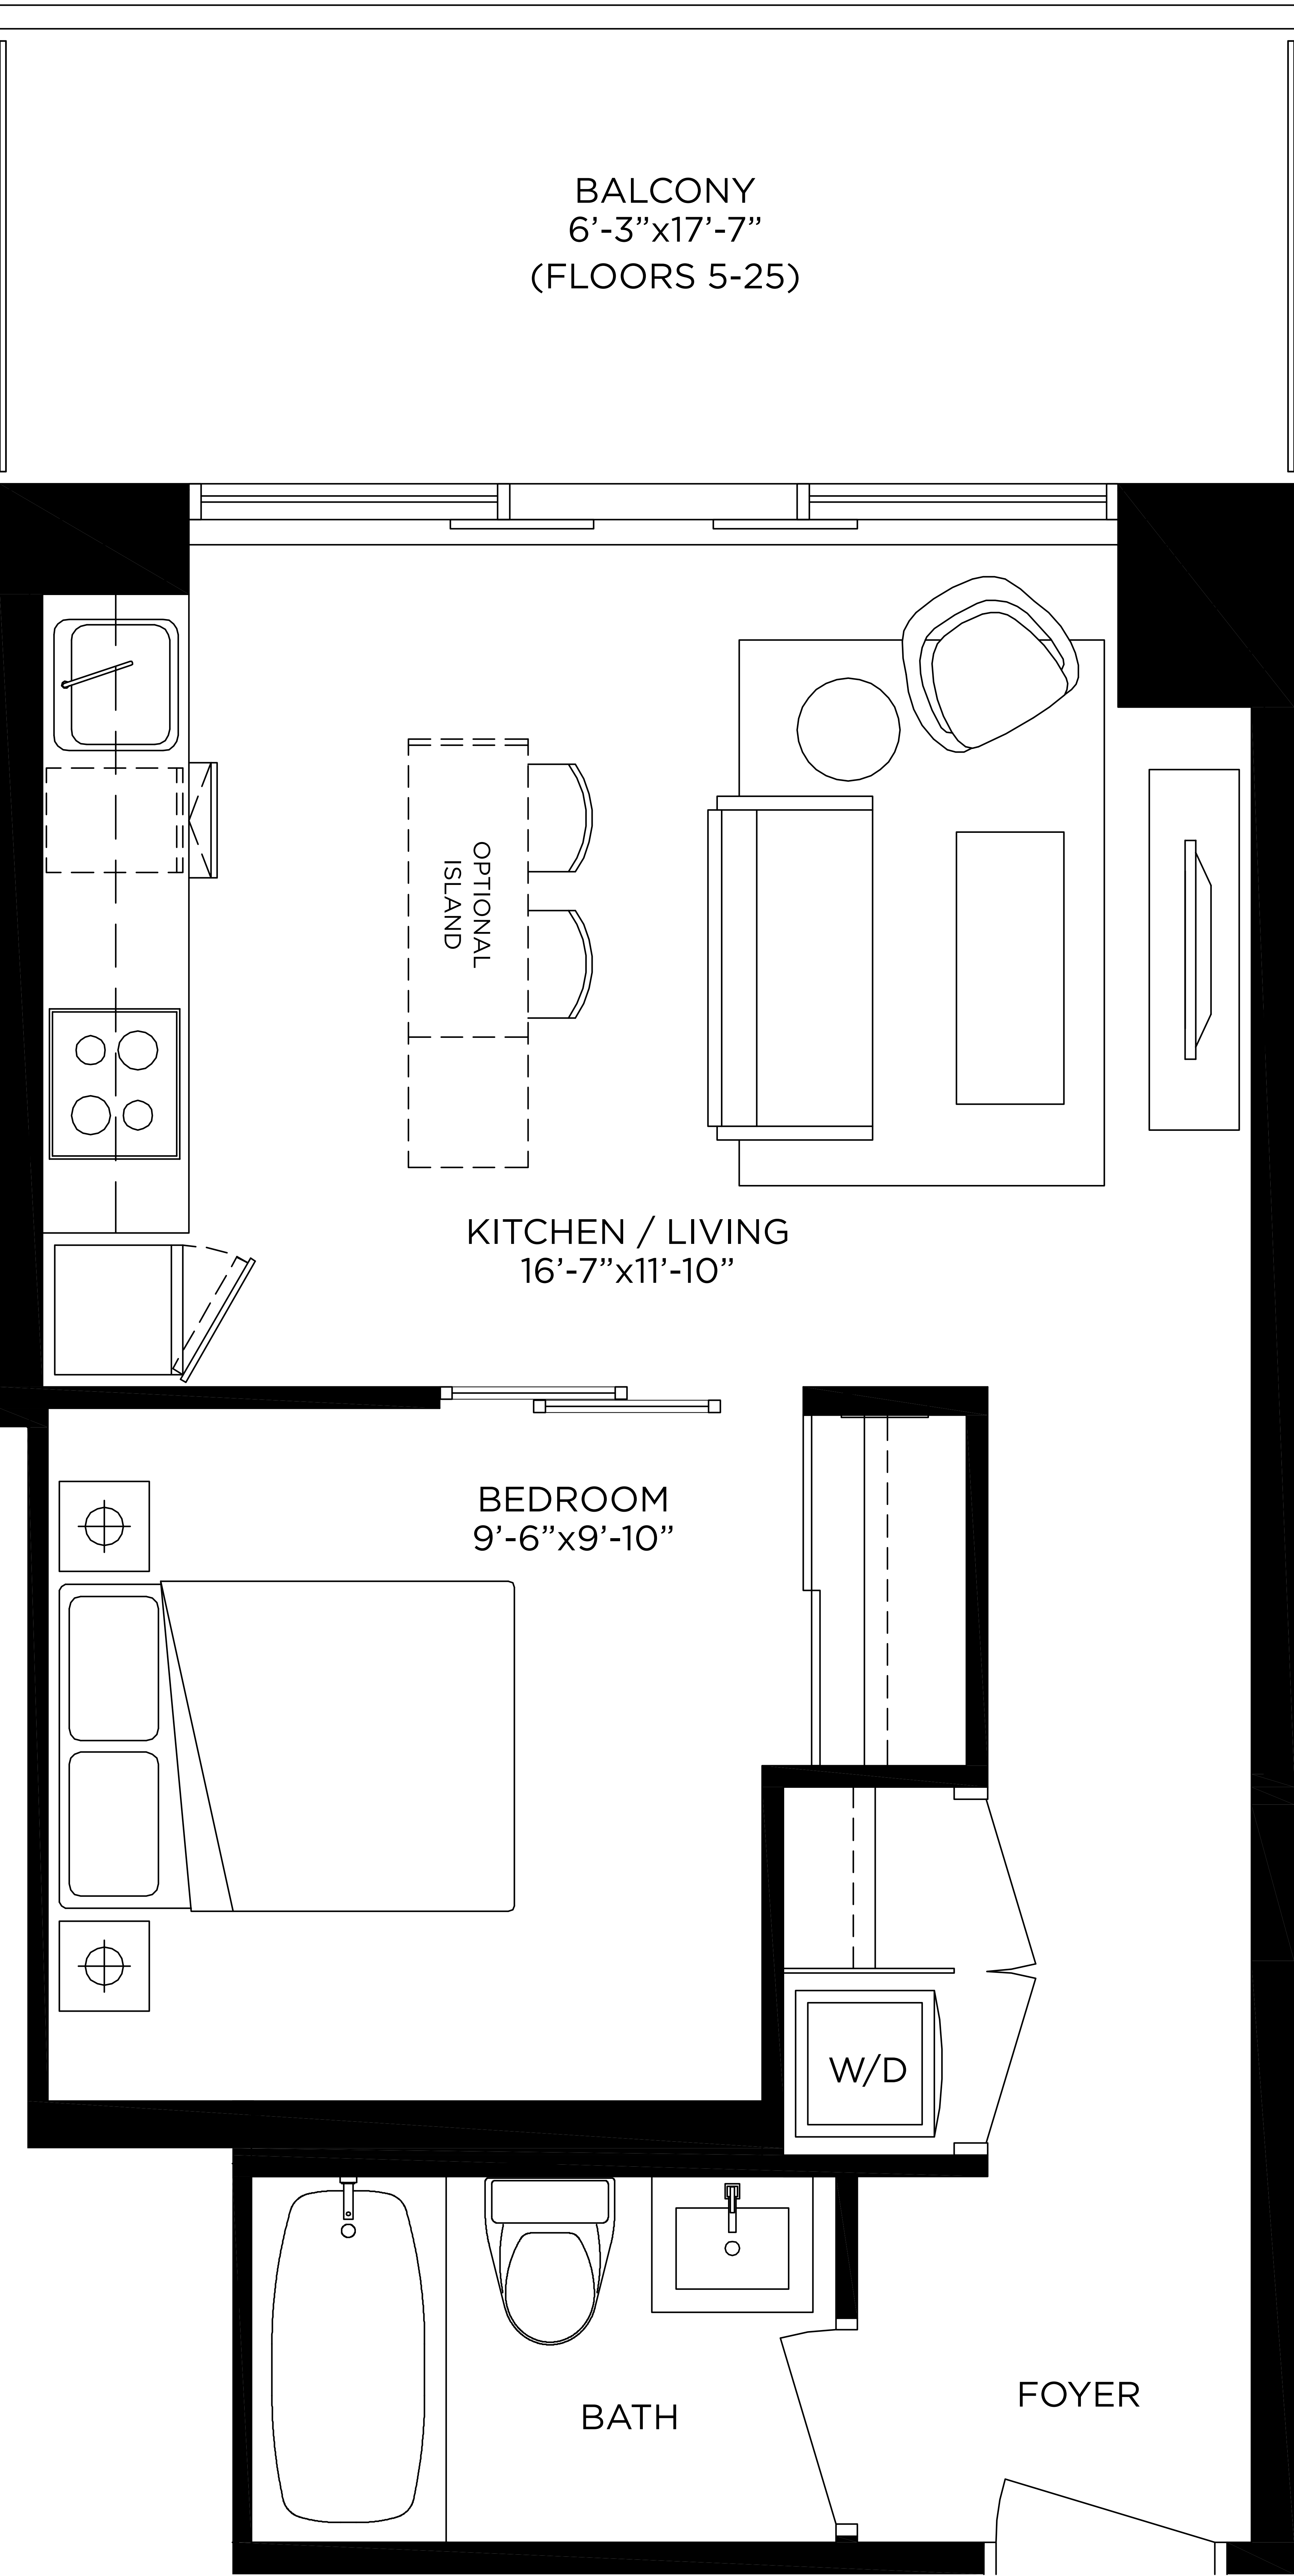 BALCONY
6’-3”x17’-7”
(FLOORS 5-25)
OPTIONAL
ISLAND
KITCHEN / LIVING
16’-7”x11’-10”
BEDROOM
9’-6”x9’-10”
W/D
FOYER
BATH